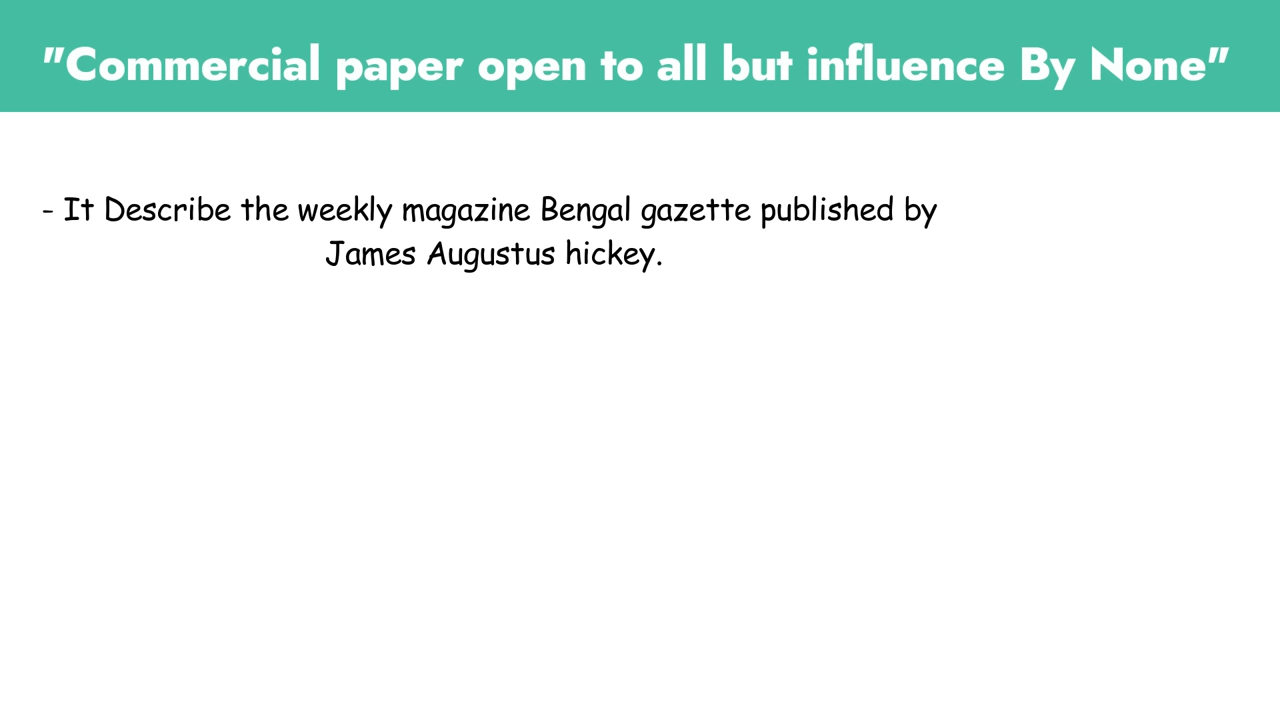 "Commercial paper open to all but influence By None"
- It Describe the weekly magazine Bengal gazette published by
James Augustus hickey.